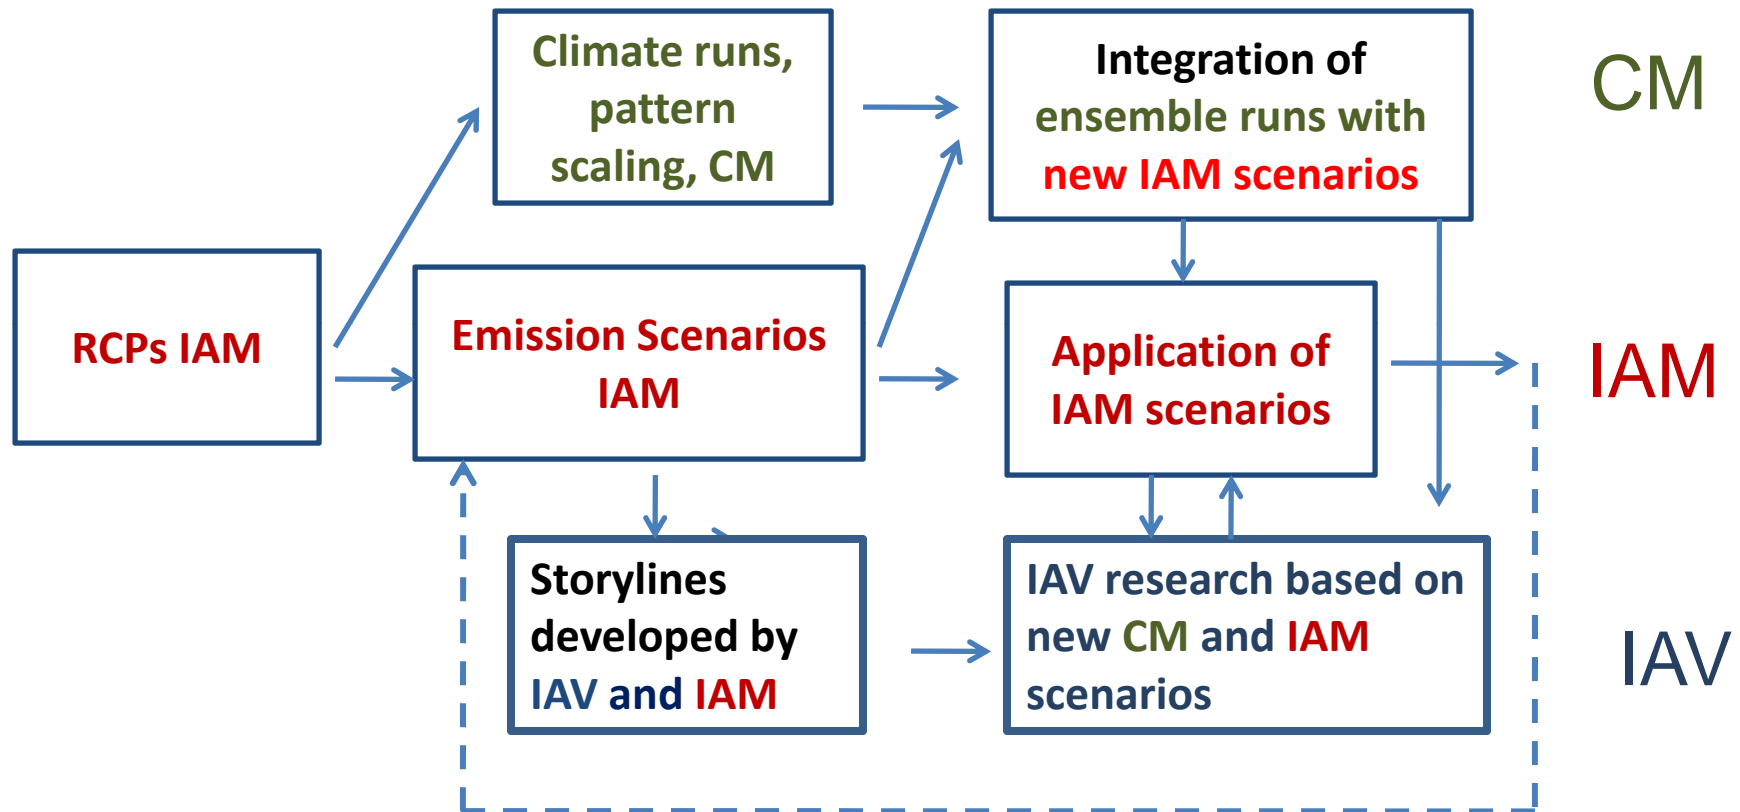 Climate runs,
pattern
scaling, CM
Integration of
ensemble runs with
new IAM scenarios
CM
RCPs IAM
Emission Scenarios
IAM
Application of
IAM scenarios
IAM
Storylines
developed by
IAV and IAM
IAV research based on
new CM and IAM
scenarios
IAV